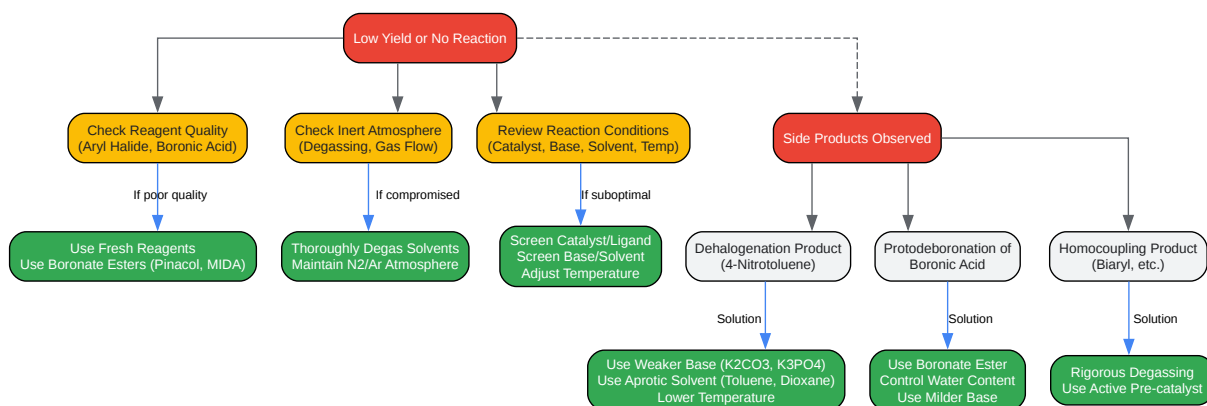 Low Yield or No Reaction
Check Reagent Quality
(Aryl Halide, Boronic Acid)
Check Inert Atmosphere
(Degassing, Gas Flow)
Review Reaction Conditions
(Catalyst, Base, Solvent, Temp)
Side Products Observed
If poor quality
If compromised
If suboptimal
Use Fresh Reagents
Use Boronate Esters (Pinacol, MIDA)
Thoroughly Degas Solvents
Maintain N2/Ar Atmosphere
Screen Catalyst/Ligand
Screen Base/Solvent
Adjust Temperature
Dehalogenation Product
(4-Nitrotoluene)
Protodeboronation of
Boronic Acid
Homocoupling Product
(Biaryl, etc.)
Solution
Solution
Solution
Use Weaker Base (K2CO3, K3PO4)
Use Aprotic Solvent (Toluene, Dioxane)
Lower Temperature
Use Boronate Ester
Control Water Content
Use Milder Base
Rigorous Degassing
Use Active Pre-catalyst